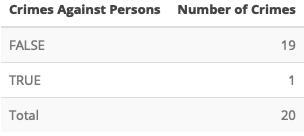 Crimes Against Persons Number of Crimes
FALSE 19
TRUE 1
Total 20